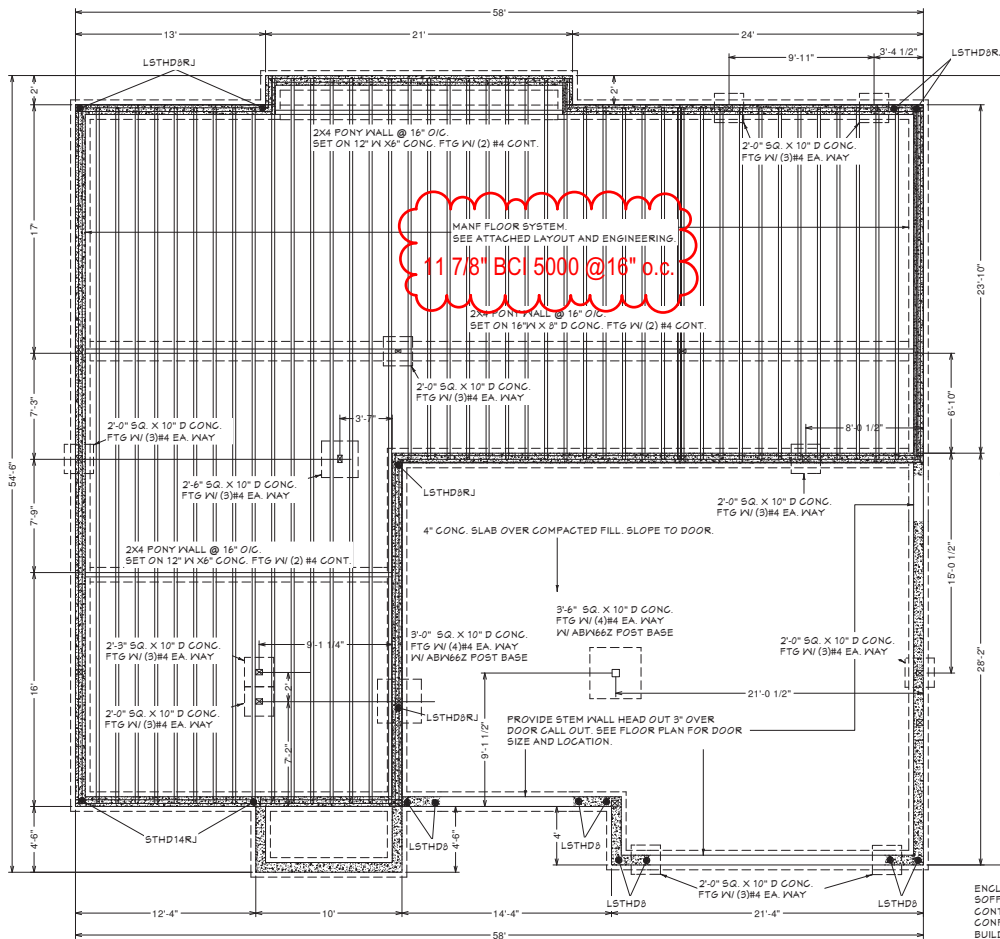 58'
13'
21'
24'
9'-11"
3'-4 1/2"
LSTHD8RJ
LSTHD8RJ
2'
2'
2X4 PONY WALL @ 16" O/C.
SET ON 12" W X6" CONC. FTG W/ (2) #4 CONT.
2'-0" SQ. X 10" D CONC.
FTG W/ (3)#4 EA. WAY
MANF FLOOR SYSTEM.
SEE ATTACHED LAYOUT AND ENGINEERING.
11 7/8" BCI 5000 @16" o.c.
17'
23'-10"
2X4 PONY WALL @ 16" O/C.
SET ON 16"W X 8" D CONC. FTG W/ (2) #4 CONT.
2'-0" SQ. X 10" D CONC.
FTG W/ (3)#4 EA. WAY
7'-3"
6'-10"
3'-7"
8'-0 1/2"
2'-0" SQ. X 10" D CONC.
FTG W/ (3)#4 EA. WAY
54'-6"
2'-6" SQ. X 10" D CONC.
FTG W/ (3)#4 EA. WAY
LSTHD8RJ
2'-0" SQ. X 10" D CONC.
FTG W/ (3)#4 EA. WAY
7'-9"
4" CONC. SLAB OVER COMPACTED FILL. SLOPE TO DOOR.
2X4 PONY WALL @ 16" O/C.
SET ON 12" W X6" CONC. FTG W/ (2) #4 CONT.
15'-0 1/2"
3'-6" SQ. X 10" D CONC.
FTG W/ (4)#4 EA. WAY
W/ ABW66Z POST BASE
2'-3" SQ. X 10" D CONC.
FTG W/ (3)#4 EA. WAY
9'-1 1/4"
3'-0" SQ. X 10" D CONC.
FTG W/ (4)#4 EA. WAY
W/ ABW66Z POST BASE
2'-0" SQ. X 10" D CONC.
FTG W/ (3)#4 EA. WAY
28'-2"
16'
2'
21'-0 1/2"
2'-0" SQ. X 10" D CONC.
FTG W/ (3)#4 EA. WAY
LSTHD8RJ
7'-2"
9'-1 1/2"
PROVIDE STEM WALL HEAD OUT 3" OVER
DOOR CALL OUT. SEE FLOOR PLAN FOR DOOR
SIZE AND LOCATION.
4'-6"
STHD14RJ
LSTHD8
4'-6"
4'
2'-0" SQ. X 10" D CONC.
FTG W/ (3)#4 EA. WAY
LSTHD8
LSTHD8
12'-4"
10'
14'-4"
21'-4"
58'
ENCL
SOFF
CONT
CONF
BUILD